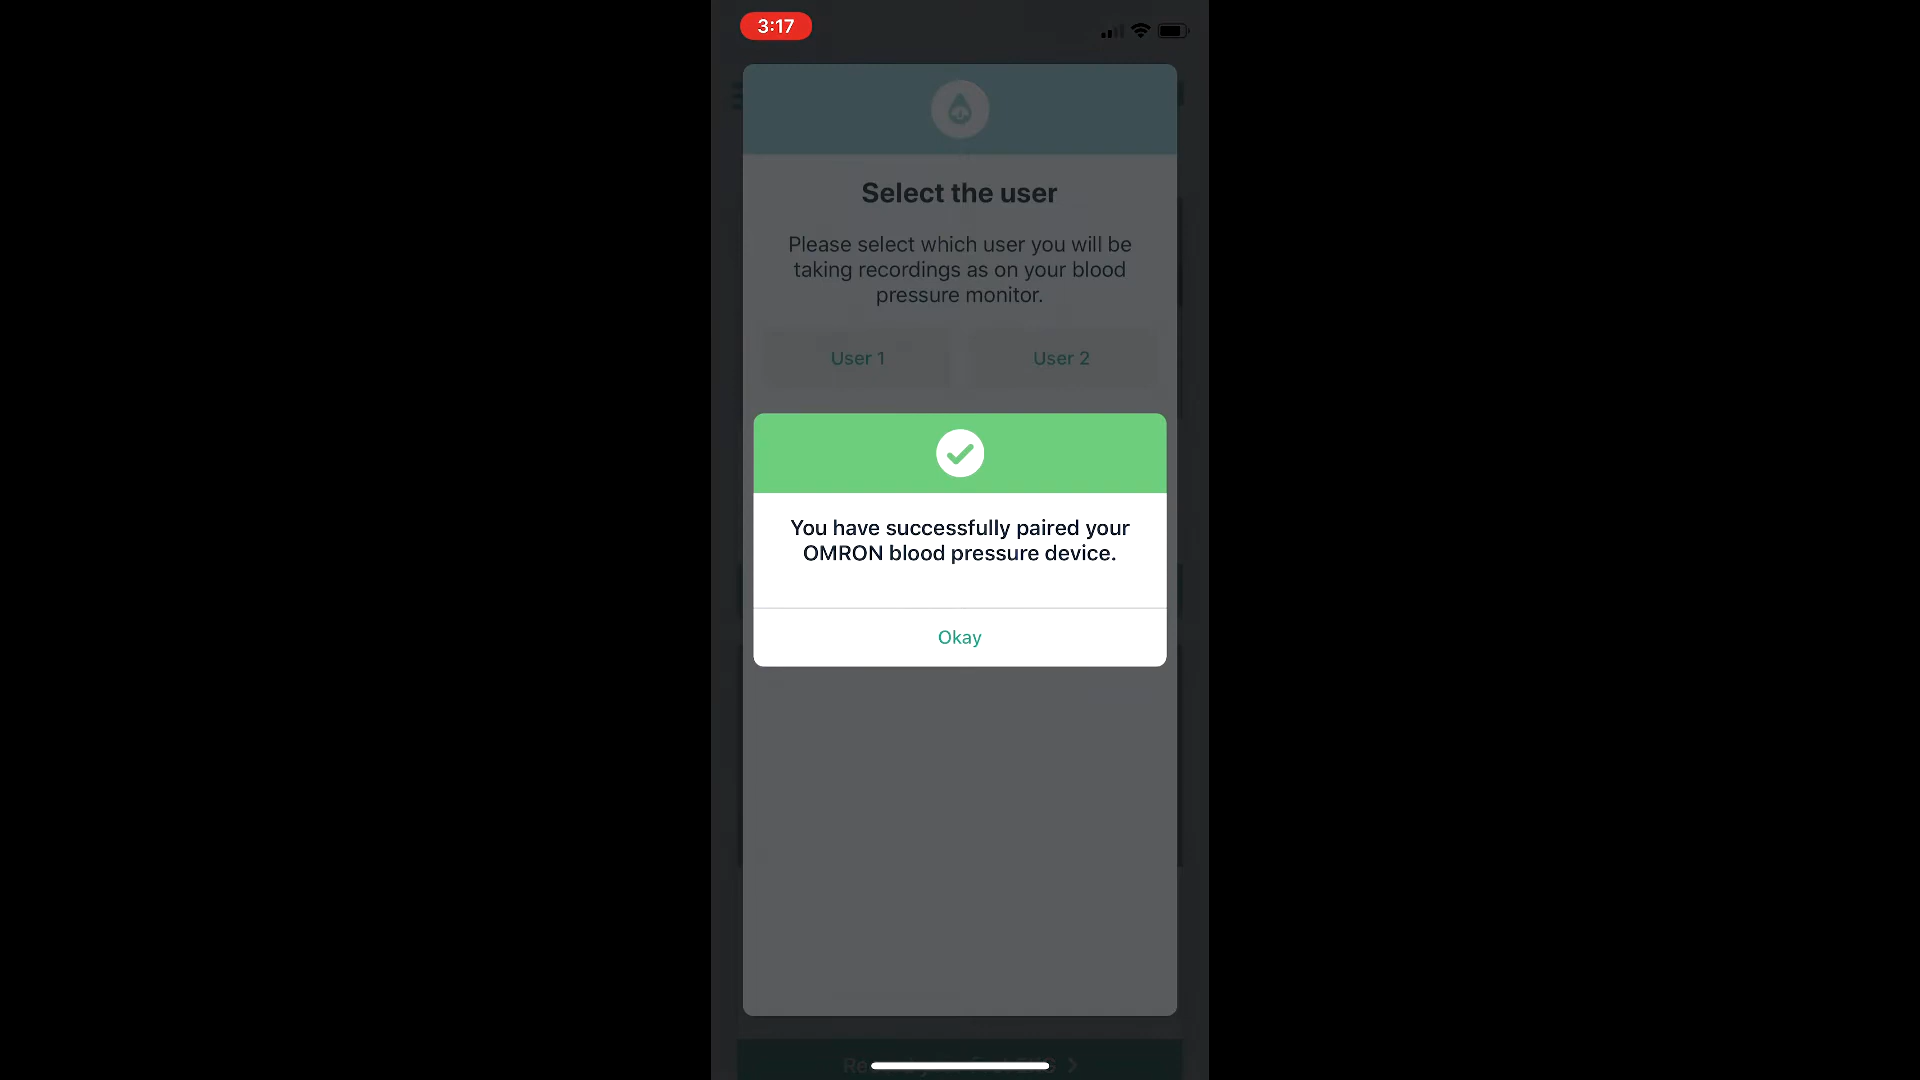 3:17
Select the user
Please select which user you will be
taking recordings as on your blood
pressure monitor.
User 1
User 2
You have successfully paired your
OMRON blood pressure device.
Okay